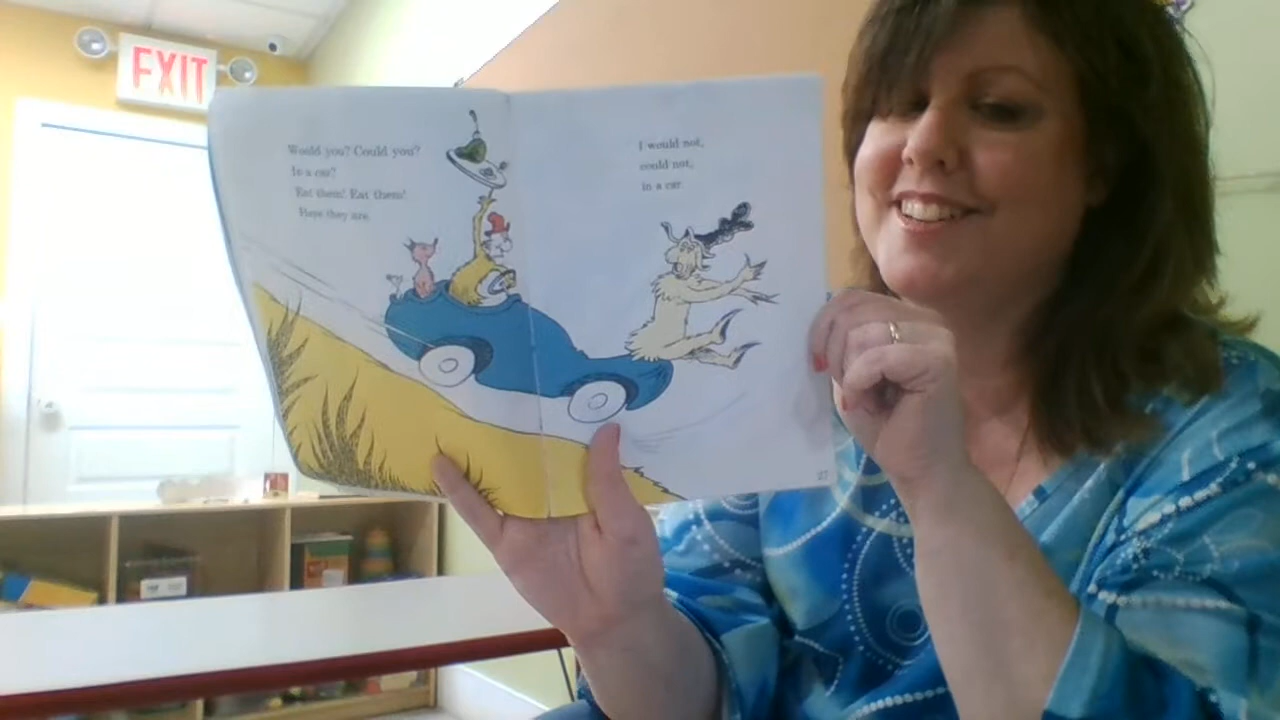 EXIT
Would you? Could you?
In a car?
Eat them! Eat them!
Here they are.
I would not,
could not,
in a car.
27